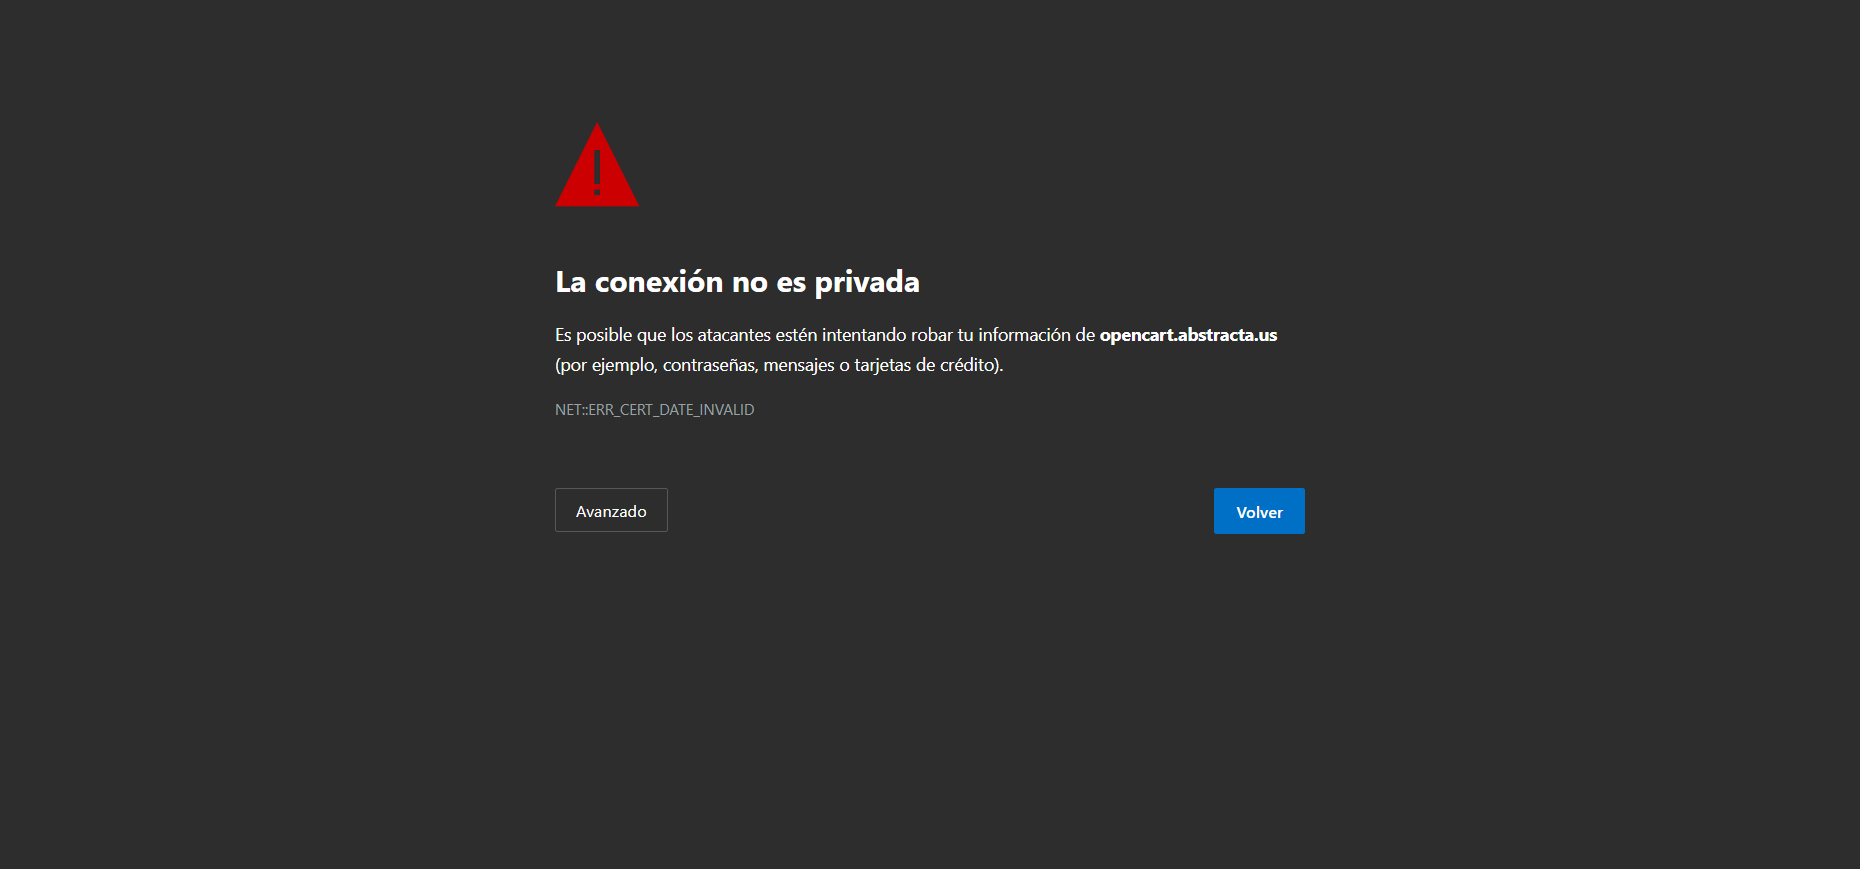 La conexión no es privada
Es posible que los atacantes estén intentando robar tu información de opencart.abstracta.us
(por ejemplo, contraseñas, mensajes o tarjetas de crédito).
NET::ERR_CERT_DATE_INVALID
Avanzado
Volver